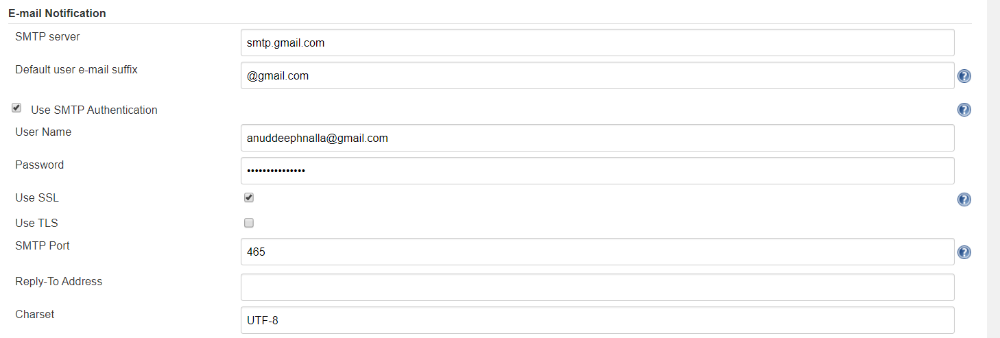 E-mail Notification
SMTP server
smtp.gmail.com
Default user e-mail suffix
@gmail.com
Use SMTP Authentication
User Name
anuddeephnalla@gmail.com
Password
•••••••••••••••
Use SSL
Use TLS
SMTP Port
465
Reply-To Address
Charset
UTF-8